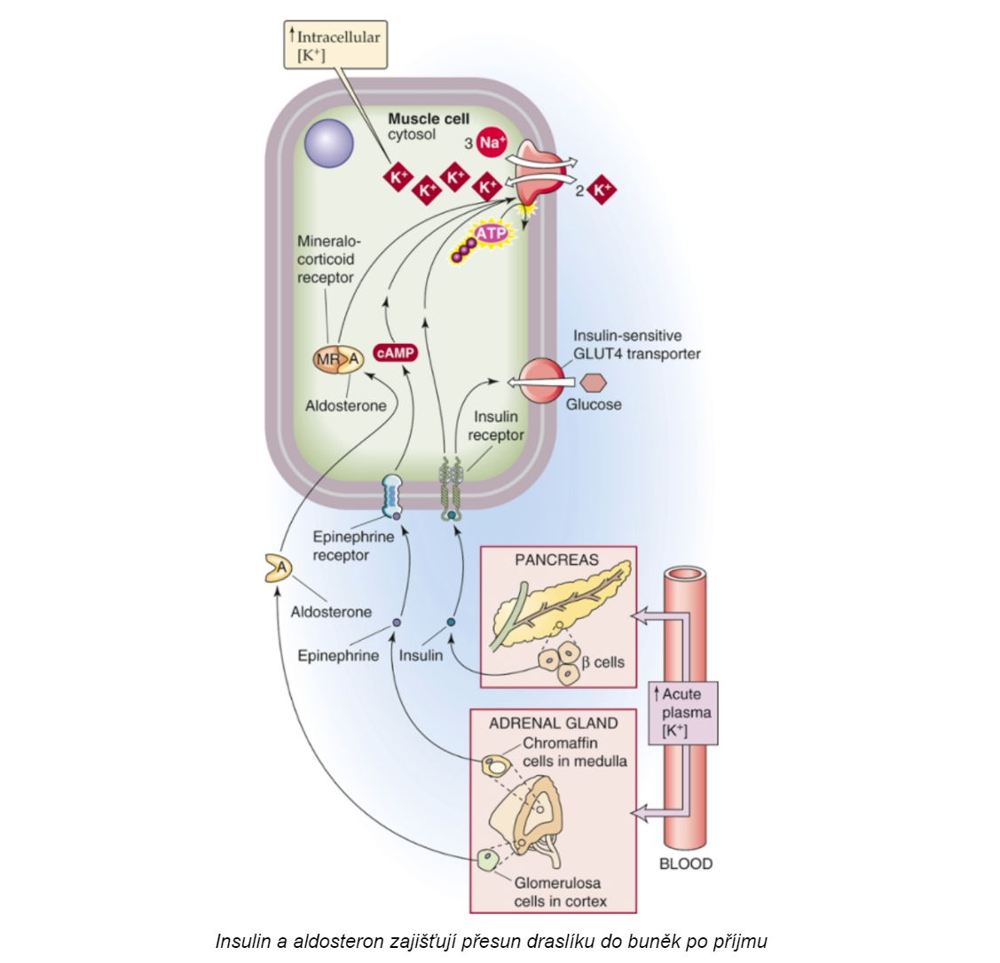 ↑Intracellular
[K⁺]
Muscle cell
cytosol
3 Na⁺
K⁺ K⁺ K⁺ K⁺
2 K⁺
ATP
Mineralo-
corticoid
receptor
MR A
cAMP
Aldosterone
Insulin-sensitive
GLUT4 transporter
Glucose
Insulin
receptor
Epinephrine
receptor
A
Aldosterone
Epinephrine
Insulin
PANCREAS
β cells
↑Acute
plasma
[K⁺]
ADRENAL GLAND
Chromaffin
cells in medulla
Glomerulosa
cells in cortex
BLOOD
Insulin a aldosteron zajišťují přesun draslíku do buněk po příjmu